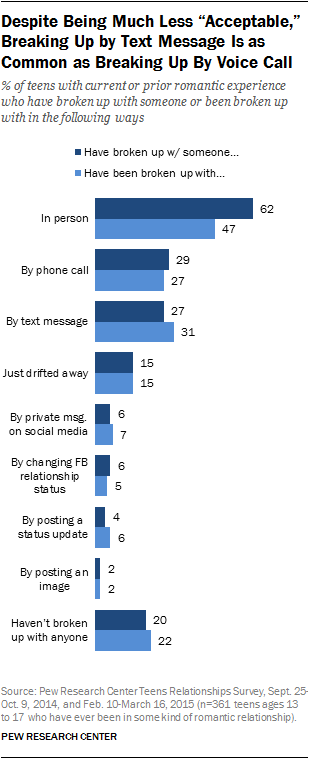 Despite Being Much Less “Acceptable,”
Breaking Up by Text Message Is as
Common as Breaking Up By Voice Call
% of teens with current or prior romantic experience
who have broken up with someone or been broken up
with in the following ways
Have broken up w/ someone...
Have been broken up with...
In person
62
47
By phone call
29
27
By text message
27
31
Just drifted away
15
15
By private msg.
on social media
6
7
By changing FB
relationship
status
6
5
By posting a
status update
4
6
By posting an
image
2
2
Haven’t broken
up with anyone
20
22
Source: Pew Research Center Teens Relationships Survey, Sept. 25-
Oct. 9, 2014, and Feb. 10-March 16, 2015 (n=361 teens ages 13
to 17 who have ever been in some kind of romantic relationship).
PEW RESEARCH CENTER